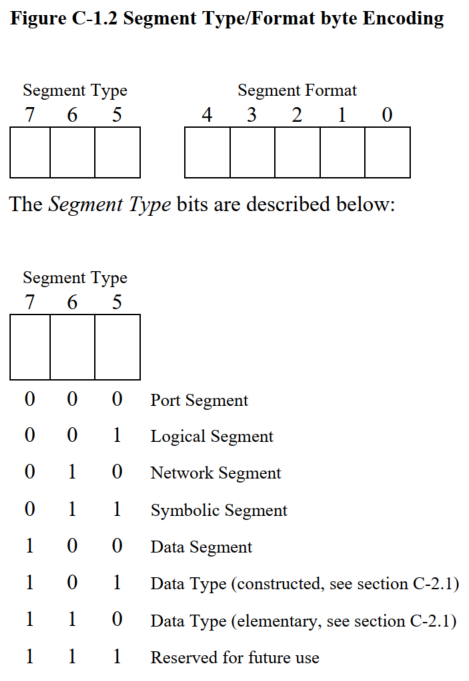 Figure C-1.2 Segment Type/Format byte Encoding
Segment Type Segment Format
7 6 5 4 3 2 1 0
The Segment Type bits are described below:
Segment Type
7 6 5
0 0 0 Port Segment
0 0 1 Logical Segment
0 1 0 Network Segment
0 1 1 Symbolic Segment
1 0 0 Data Segment
1 0 1 Data Type (constructed, see section C-2.1)
1 1 0 Data Type (elementary, see section C-2.1)
1 1 1 Reserved for future use